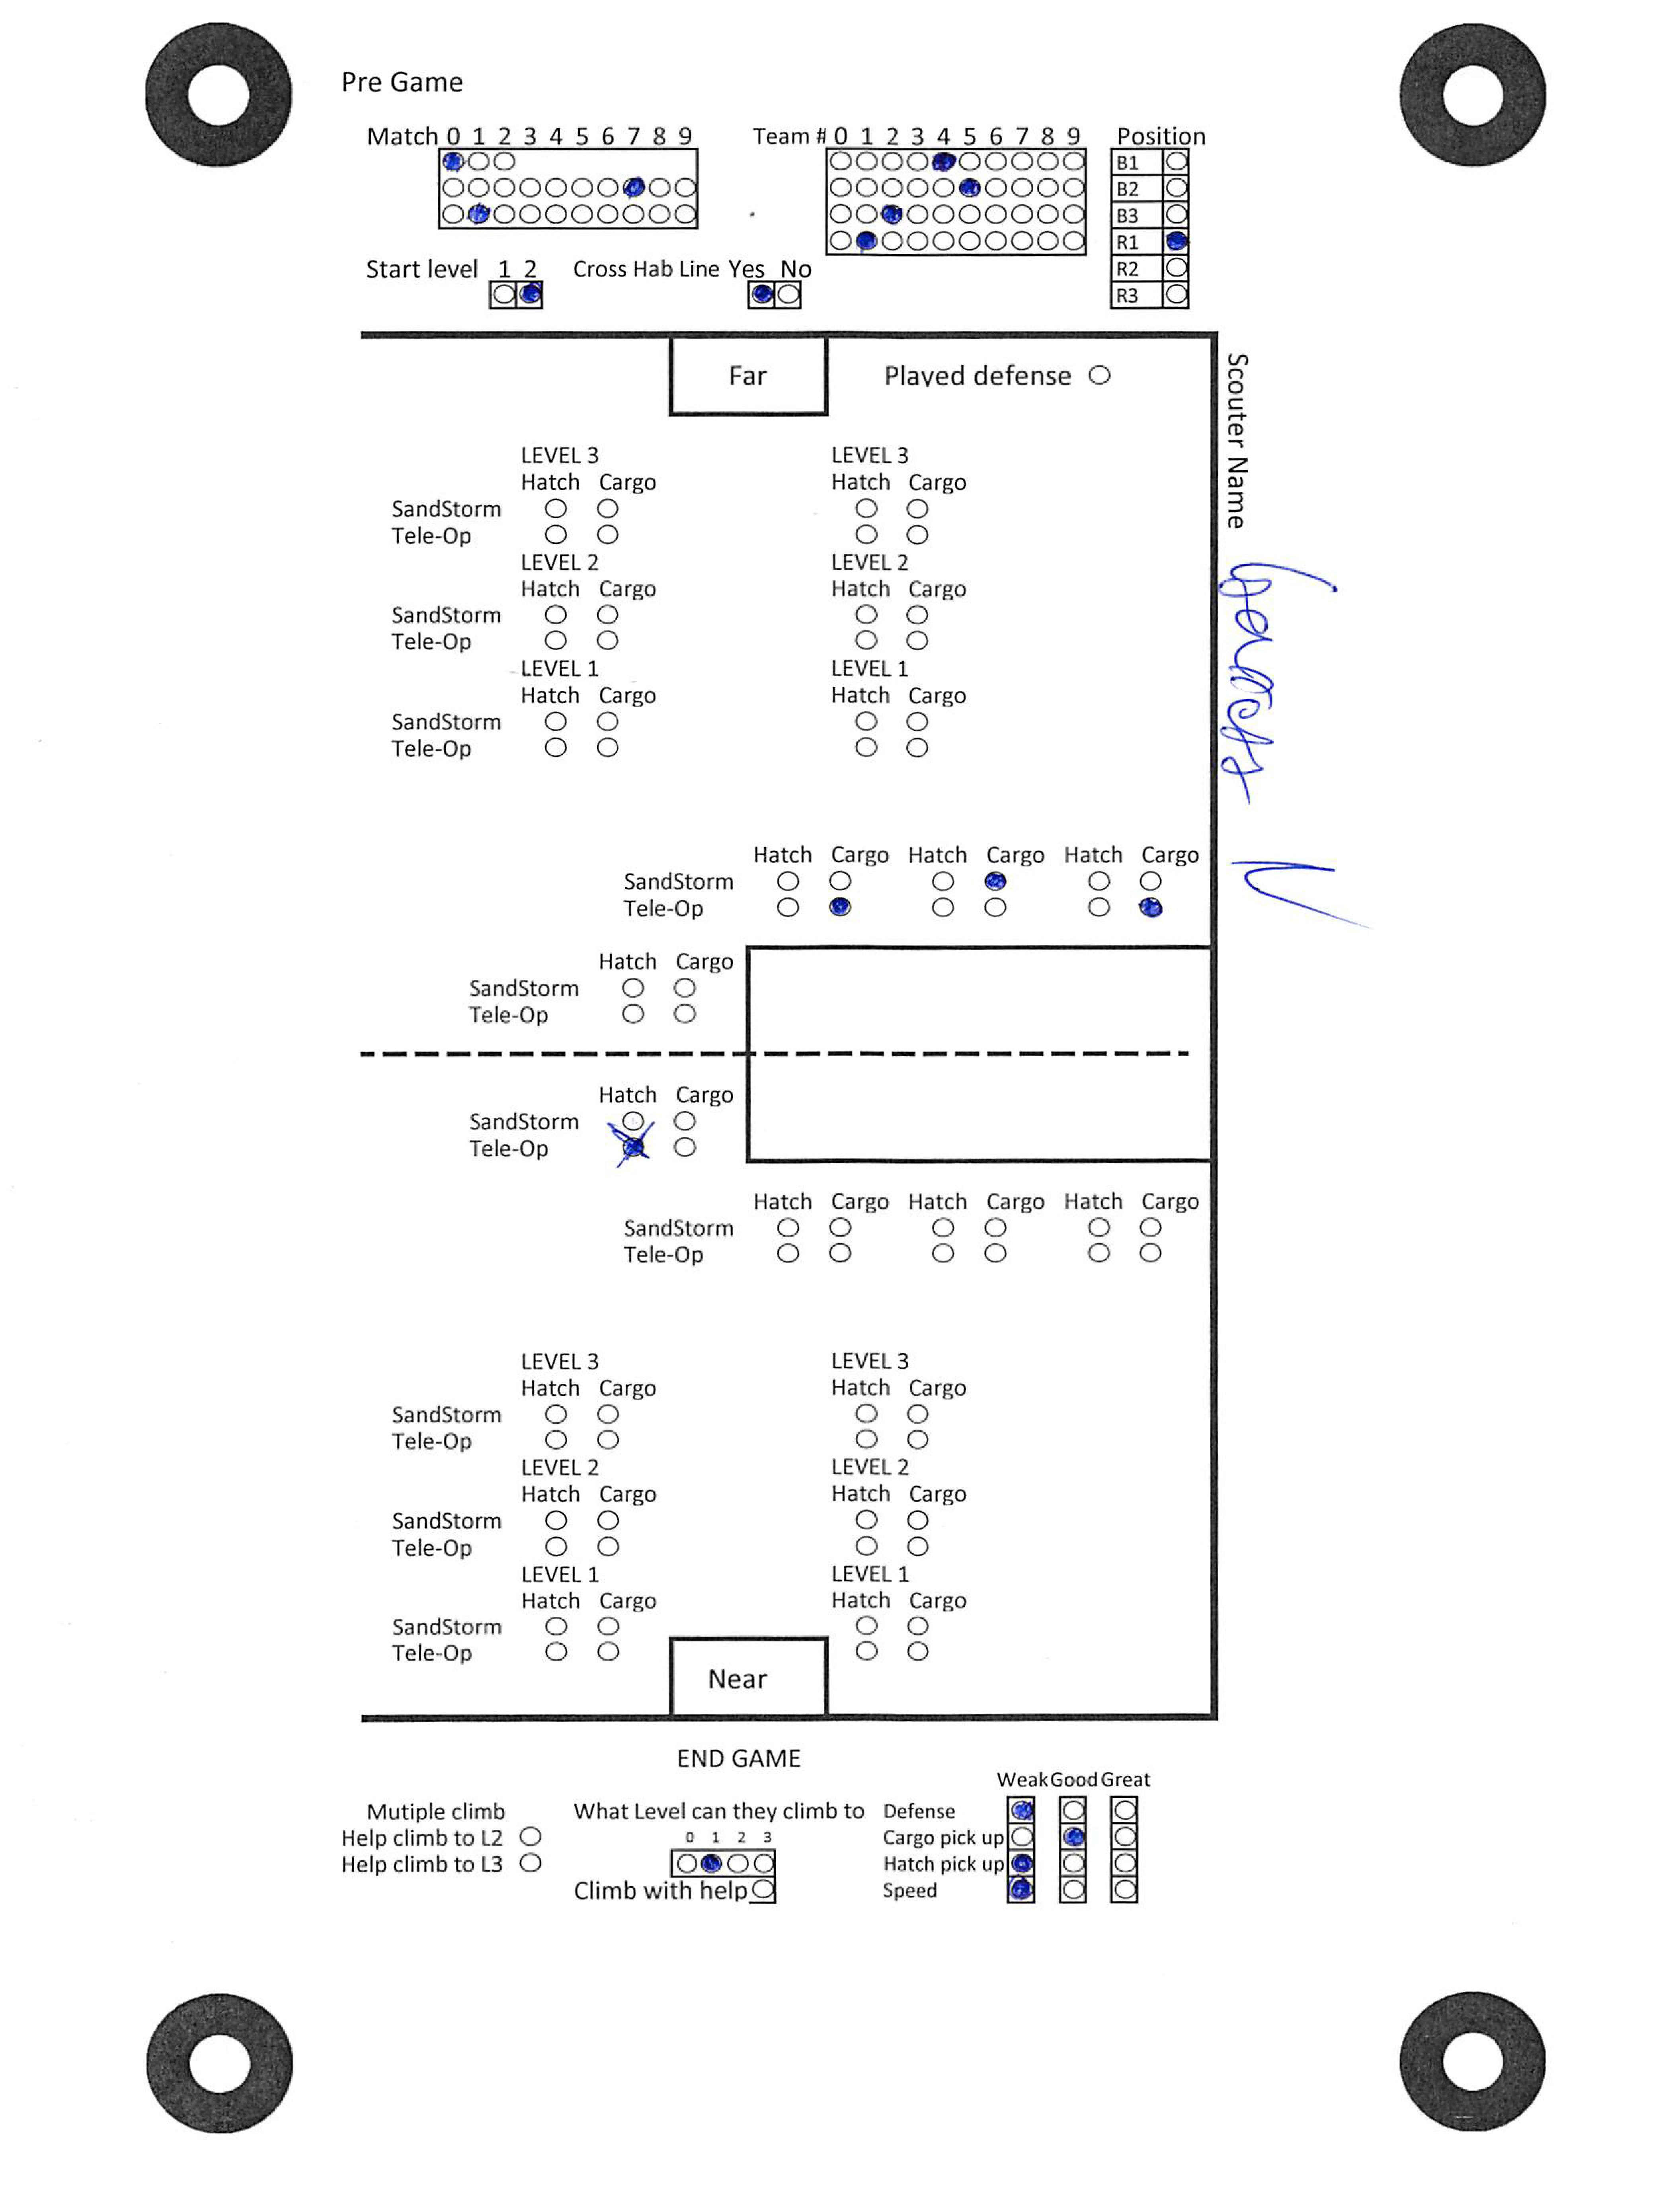 Pre Game
Match 0 1 2 3 4 5 6 7 8 9
Team # 0 1 2 3 4 5 6 7 8 9
Position
B1
B2
B3
R1
R2
R3
Start level 1 2
Cross Hab Line Yes No
Far
Played defense
Scouter Name
LEVEL 3 LEVEL 3
Hatch Cargo Hatch Cargo
SandStorm
Tele-Op
LEVEL 2 LEVEL 2
Hatch Cargo Hatch Cargo
SandStorm
Tele-Op
LEVEL 1 LEVEL 1
Hatch Cargo Hatch Cargo
SandStorm
Tele-Op
Hatch Cargo Hatch Cargo Hatch Cargo
SandStorm
Tele-Op
Hatch Cargo
SandStorm
Tele-Op
Hatch Cargo
SandStorm
Tele-Op
Hatch Cargo Hatch Cargo Hatch Cargo
SandStorm
Tele-Op
LEVEL 3 LEVEL 3
Hatch Cargo Hatch Cargo
SandStorm
Tele-Op
LEVEL 2 LEVEL 2
Hatch Cargo Hatch Cargo
SandStorm
Tele-Op
LEVEL 1 LEVEL 1
Hatch Cargo Hatch Cargo
SandStorm
Tele-Op
Near
END GAME
Mutiple climb
Help climb to L2
Help climb to L3
What Level can they climb to
0 1 2 3
Climb with help
Weak Good Great
Defense
Cargo pick up
Hatch pick up
Speed